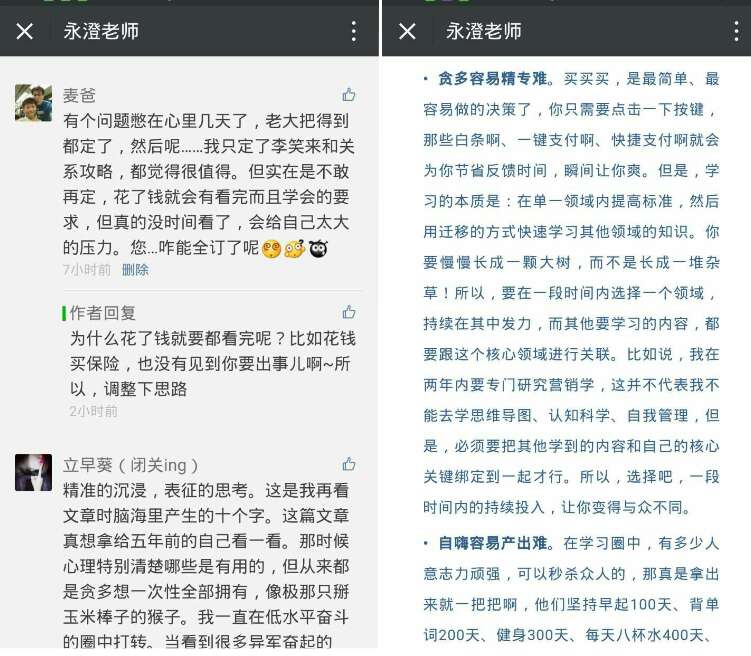 永澄老师
麦爸
有个问题憋在心里几天了，老大把得到
都定了，然后呢……我只定了李笑来和关
系攻略，都觉得很值得。但实在是不敢
再定，花了钱就会有看完而且学会的要
求，但真的没时间看了，会给自己太大
的压力。您…咋能全订了呢
7小时前 删除
作者回复
为什么花了钱就要都看完呢？比如花钱
买保险，也没有见到你要出事儿啊~所
以，调整下思路
2小时前
立早葵（闭关ing）
精准的沉浸，表征的思考。这是我再看
文章时脑海里产生的十个字。这篇文章
真想拿给五年前的自己看一看。那时候
心理特别清楚哪些是有用的，但从来都
是贪多想一次性全部拥有，像极那只掰
玉米棒子的猴子。我一直在低水平奋斗
的圈中打转。当看到很多异军奋起的
永澄老师
• 贪多容易精专难。买买买，是最简单、最
容易做的决策了，你只需要点击一下按键，
那些白条啊、一键支付啊、快捷支付啊就会
为你节省反馈时间，瞬间让你爽。但是，学
习的本质是：在单一领域内提高标准，然后
用迁移的方式快速学习其他领域的知识。你
要慢慢长成一颗大树，而不是长成一堆杂
草！所以，要在一段时间内选择一个领域，
持续在其中发力，而其他要学习的内容，都
要跟这个核心领域进行关联。比如说，我在
两年内要专门研究营销学，这并不代表我不
能去学思维导图、认知科学、自我管理，但
是，必须要把其他学到的内容和自己的核心
关键绑定到一起才行。所以，选择吧，一段
时间内的持续投入，让你变得与众不同。
• 自嗨容易产出难。在学习圈中，有多少人
意志力顽强，可以秒杀众人的，那真是拿出
来就一把把啊，他们坚持早起100天、背单
词200天、健身300天、每天八杯水400天、